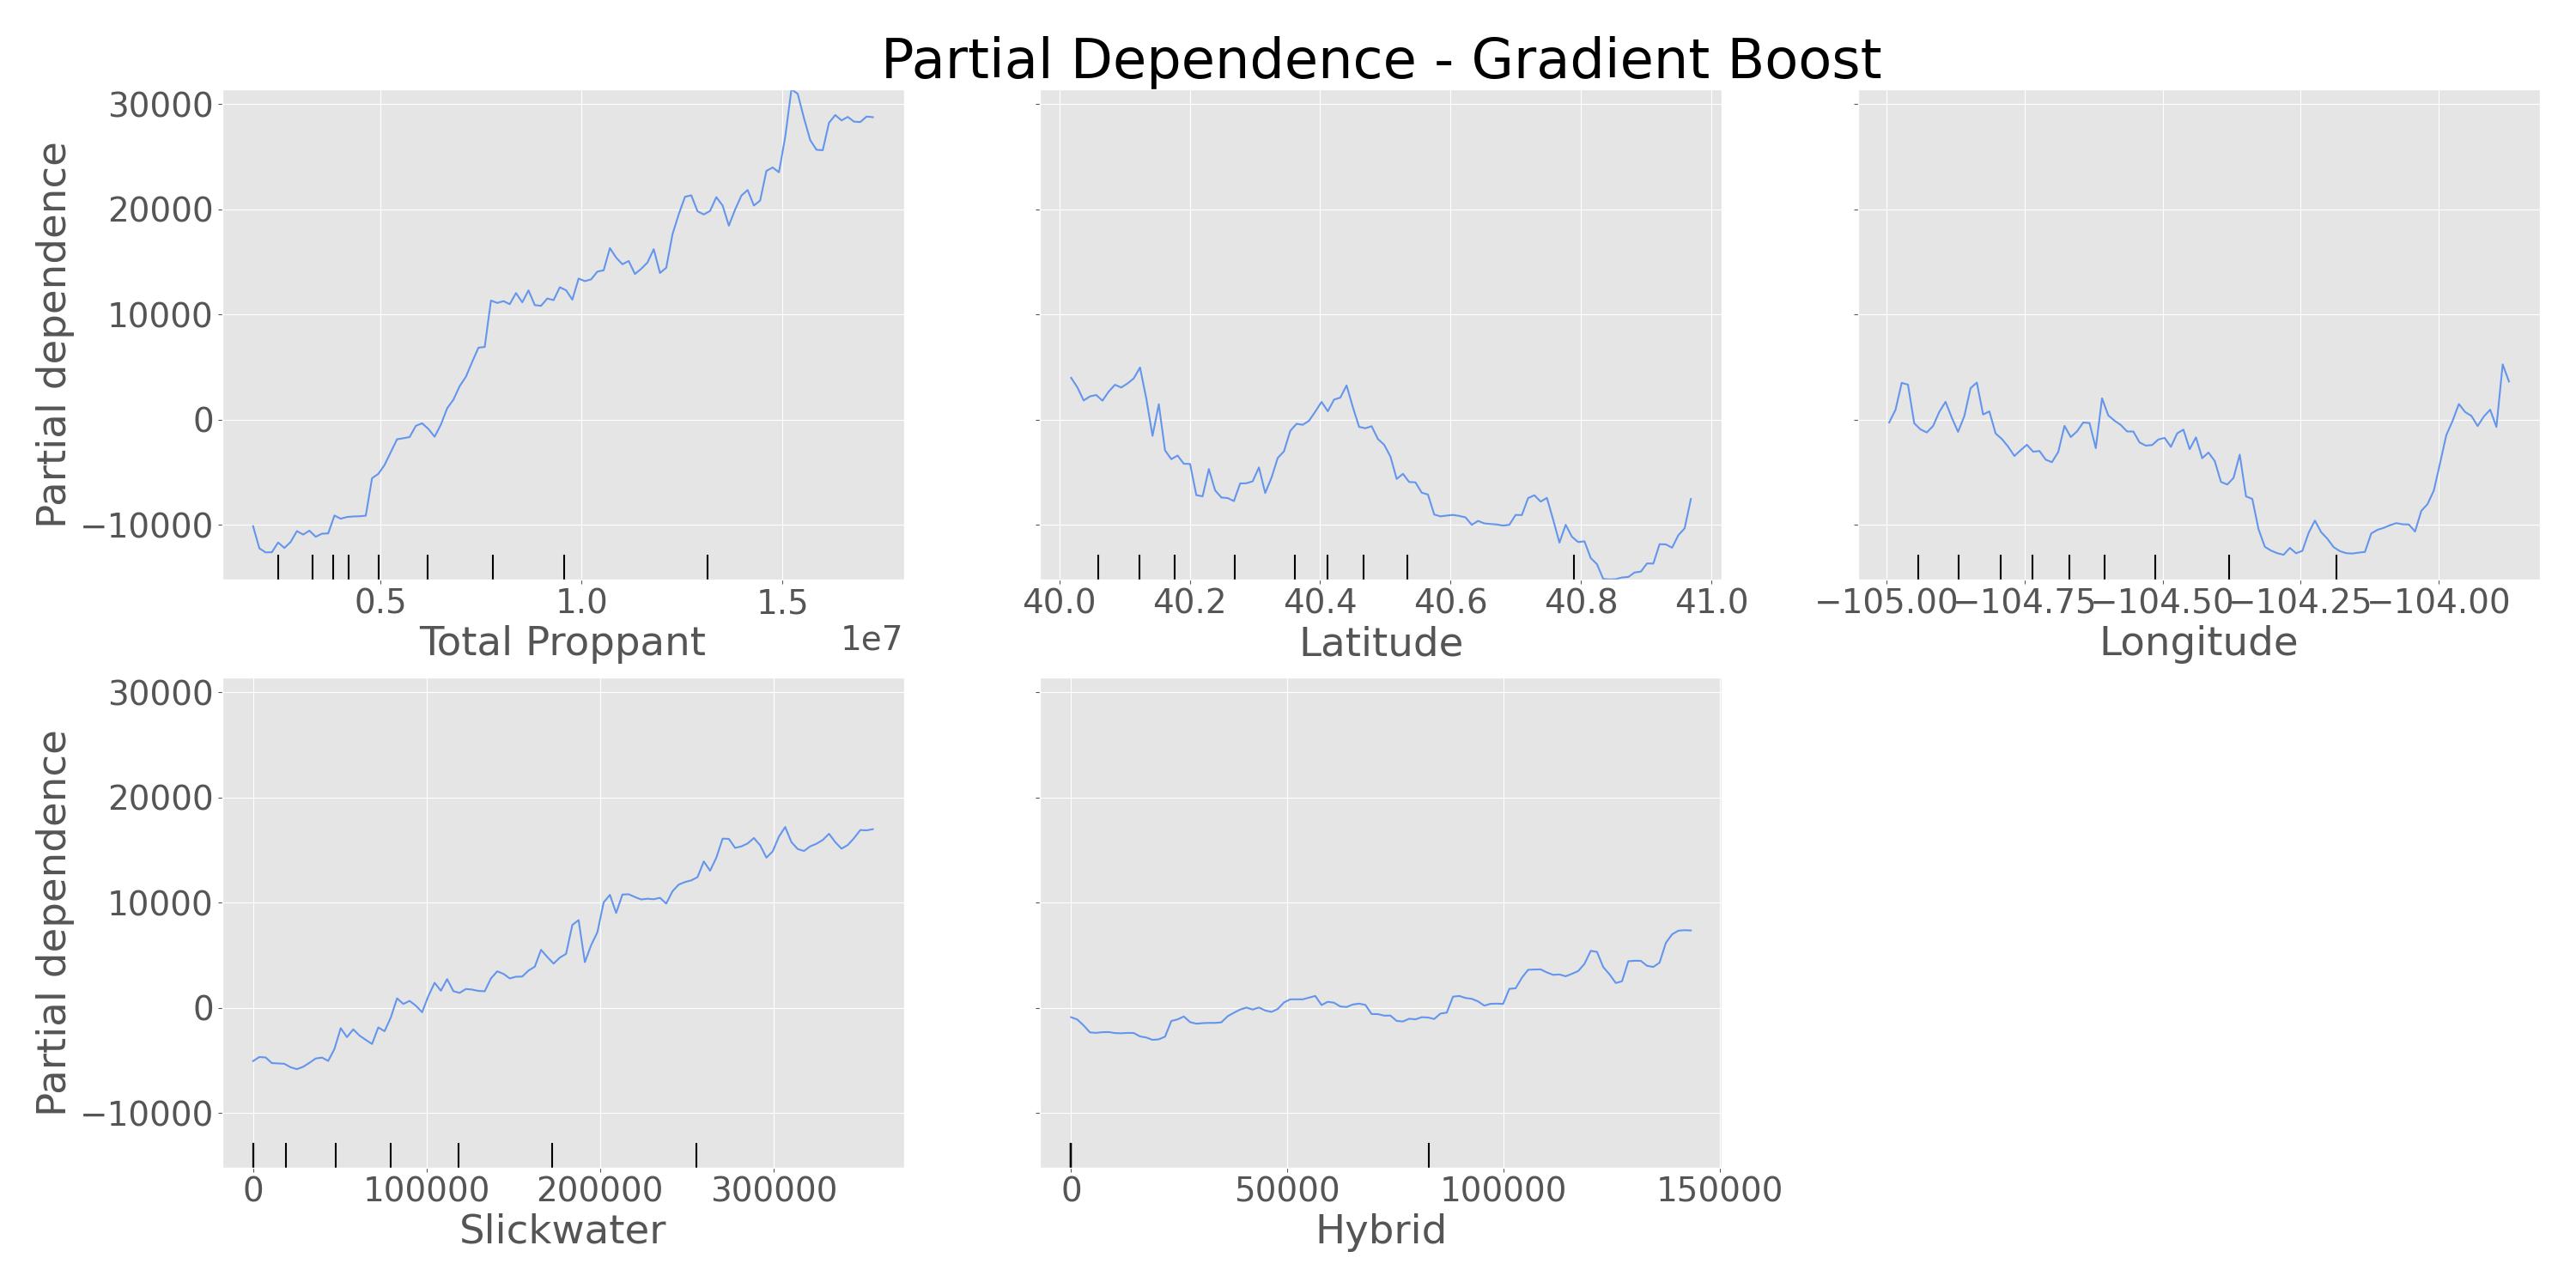 Partial Dependence - Gradient Boost
Partial dependence
30000
20000
10000
0
−10000
0.5 1.0 1.5
1e7
Total Proppant
40.0 40.2 40.4 40.6 40.8 41.0
Latitude
−105.00 −104.75 −104.50 −104.25 −104.00
Longitude
Partial dependence
30000
20000
10000
0
−10000
0 100000 200000 300000
Slickwater
0 50000 100000 150000
Hybrid